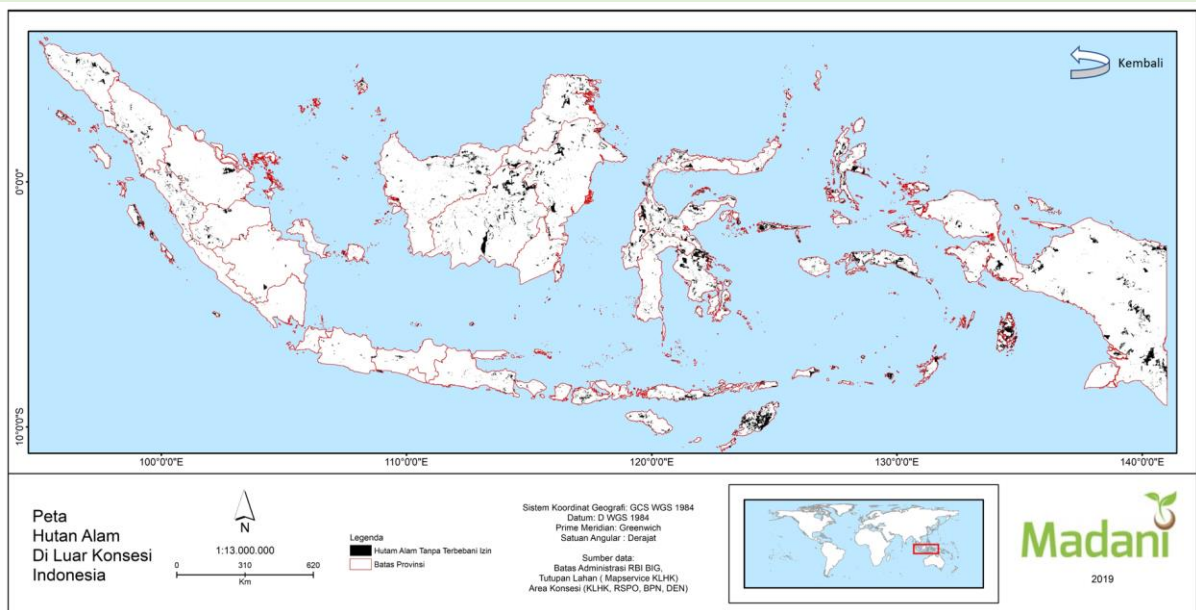 Kembali
0°0'0"
10°0'0"S
100°0'0"E
110°0'0"E
120°0'0"E
130°0'0"E
140°0'0"E
Peta
Hutan Alam
Di Luar Konsesi
Indonesia
N
1:13.000.000
0
310
620
Km
Legenda
Hutam Alam Tanpa Terbebani Izin
Batas Provinsi
Sistem Koordinat Geografi: GCS WGS 1984
Datum: D WGS 1984
Prime Meridian: Greenwich
Satuan Angular : Derajat
Sumber data:
Batas Administrasi RBI BIG,
Tutupan Lahan ( Mapservice KLHK)
Area Konsesi (KLHK, RSPO, BPN, DEN)
Madani
2019